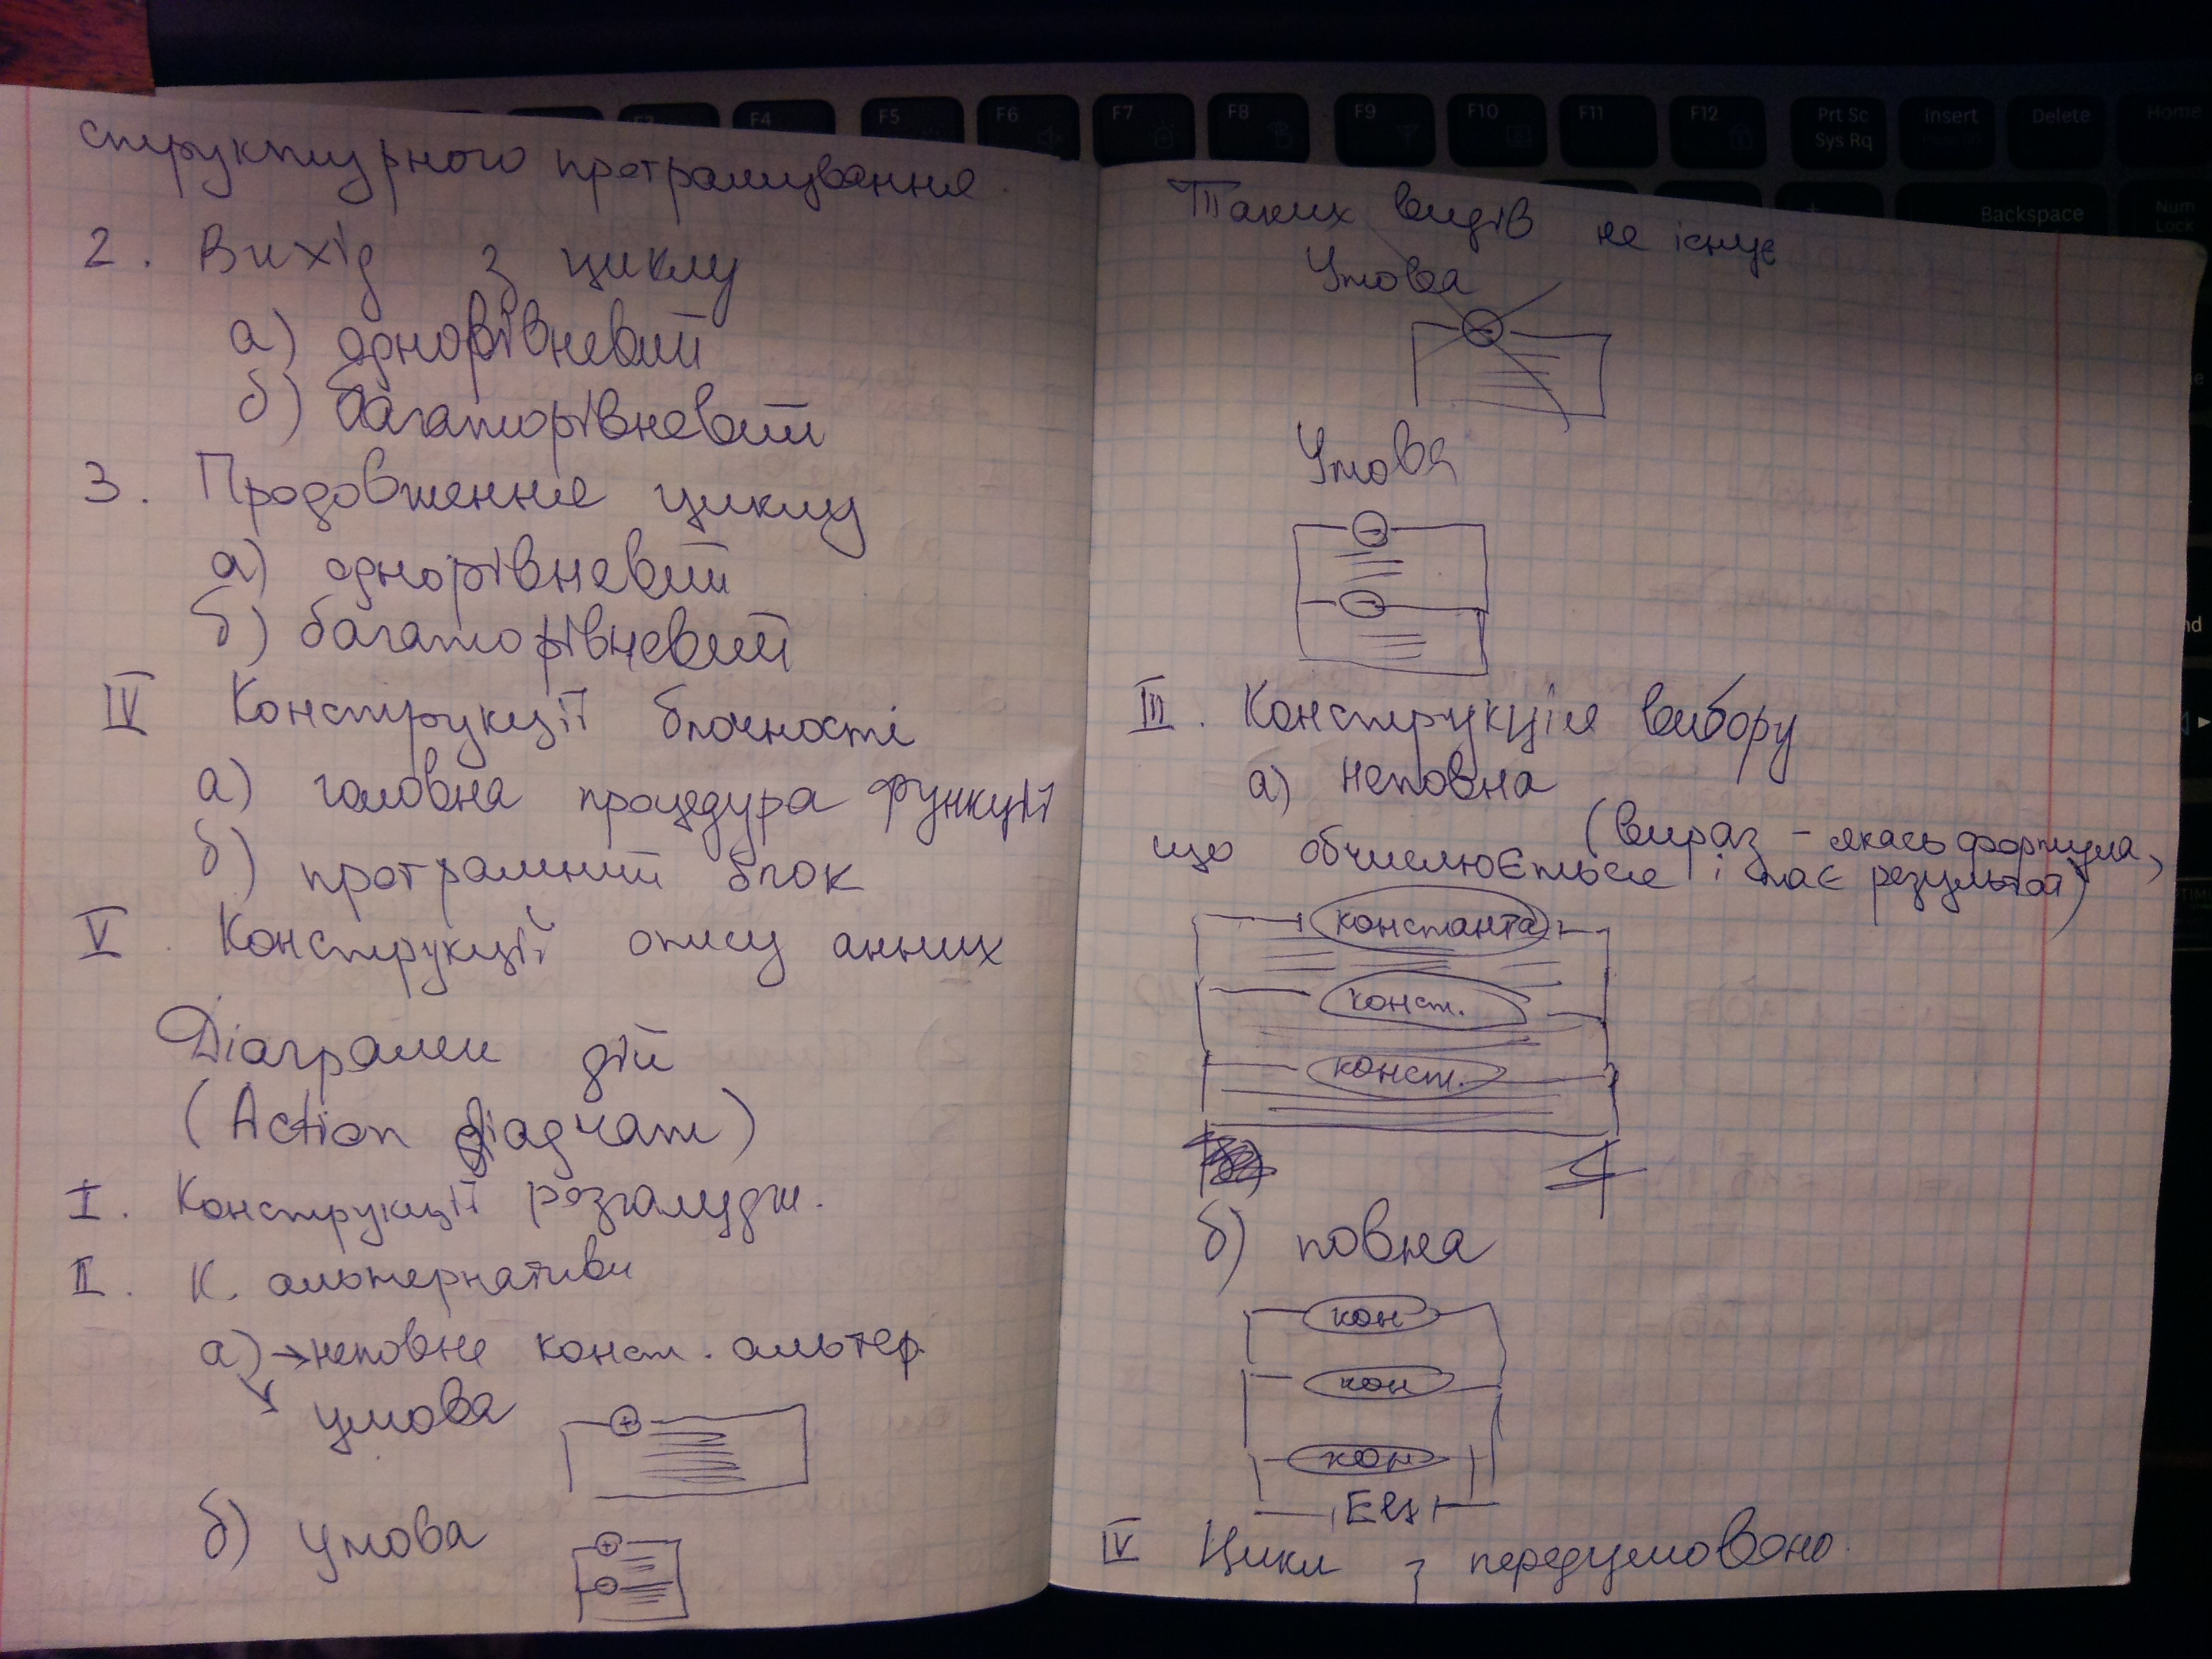 структурного програмування.
2. Вихід з циклу
а) однорівневий
б) багаторівневий
3. Продовження циклу
а) однорівневий
б) багаторівневий
IV Конструкції блочності
а) головна процедура функції
б) програмний блок
V. Конструкції опису анних
Діаграми дій
(Action diagram)
I. Конструкції розгалудж.
II. К. альтернативи
а) → неповне конст. альтер.
умова
+
б) умова
+
-
Таких видів не існує
Умова
-
Умова
-
III. Конструкція вибору
а) неповна
(вираз - якась формула,
що обчислюється і має результат)
константа
конст.
конст.
б) повна
кон
кон
кон
IV Цикл з передумовою.
F3
F4
F5
F6
F7
F8
F9
F10
F11
F12
Prt Sc
Sys Rq
Insert
Delete
Home
Backspace
Num
Lock